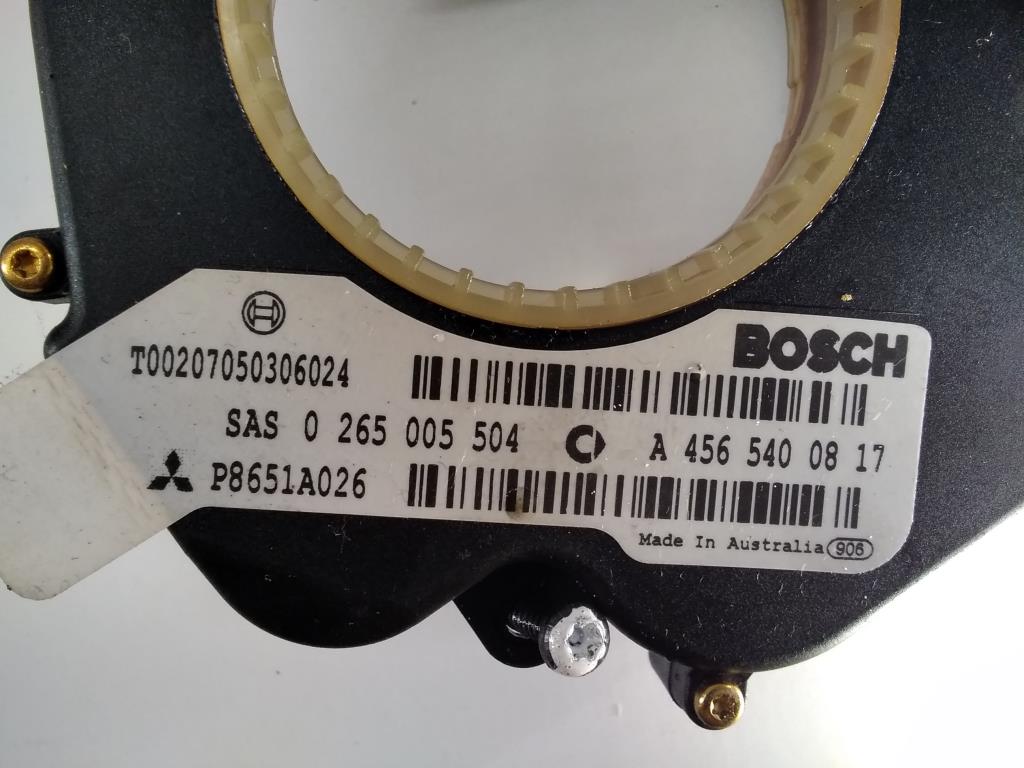 BOSCH
T00207050306024
SAS 0 265 005 504 A 456 540 08 17
P8651A026
Made In Australia 906